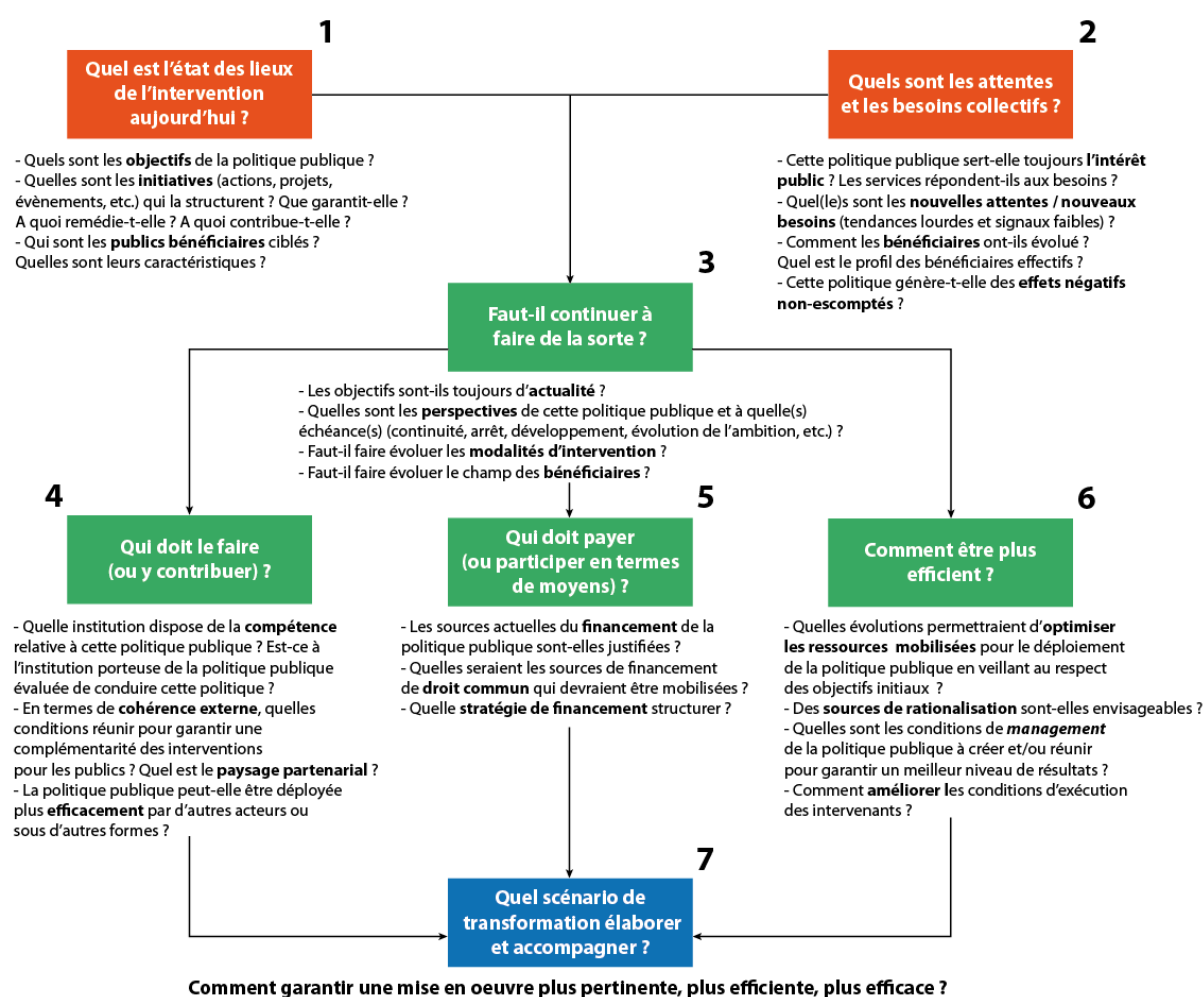 1
Quel est l’état des lieux
de l’intervention
aujourd’hui ?
- Quels sont les objectifs de la politique publique ?
- Quelles sont les initiatives (actions, projets,
évènements, etc.) qui la structurent ? Que garantit-elle ?
A quoi remédie-t-elle ? A quoi contribue-t-elle ?
- Qui sont les publics bénéficiaires ciblés ?
Quelles sont leurs caractéristiques ?
2
Quels sont les attentes
et les besoins collectifs ?
- Cette politique publique sert-elle toujours l’intérêt
public ? Les services répondent-ils aux besoins ?
- Quel(le)s sont les nouvelles attentes / nouveaux
besoins (tendances lourdes et signaux faibles) ?
- Comment les bénéficiaires ont-ils évolué ?
Quel est le profil des bénéficiaires effectifs ?
- Cette politique génère-t-elle des effets négatifs
non-escomptés ?
3
Faut-il continuer à
faire de la sorte ?
- Les objectifs sont-ils toujours d’actualité ?
- Quelles sont les perspectives de cette politique publique et à quelle(s)
échéance(s) (continuité, arrêt, développement, évolution de l’ambition, etc.) ?
- Faut-il faire évoluer les modalités d’intervention ?
- Faut-il faire évoluer le champ des bénéficiaires ?
4
Qui doit le faire
(ou y contribuer) ?
- Quelle institution dispose de la compétence
relative à cette politique publique ? Est-ce à
l’institution porteuse de la politique publique
évaluée de conduire cette politique ?
- En termes de cohérence externe, quelles
conditions réunir pour garantir une
complémentarité des interventions
pour les publics ? Quel est le paysage partenarial ?
- La politique publique peut-elle être déployée
plus efficacement par d’autres acteurs ou
sous d’autres formes ?
5
Qui doit payer
(ou participer en termes
de moyens) ?
- Les sources actuelles du financement de la
politique publique sont-elles justifiées ?
- Quelles seraient les sources de financement
de droit commun qui devraient être mobilisées ?
- Quelle stratégie de financement structurer ?
6
Comment être plus
efficient ?
- Quelles évolutions permettraient d’optimiser
les ressources mobilisées pour le déploiement
de la politique publique en veillant au respect
des objectifs initiaux ?
- Des sources de rationalisation sont-elles envisageables ?
- Quelles sont les conditions de management
de la politique publique à créer et/ou réunir
pour garantir un meilleur niveau de résultats ?
- Comment améliorer les conditions d’exécution
des intervenants ?
7
Quel scénario de
transformation élaborer
et accompagner ?
Comment garantir une mise en oeuvre plus pertinente, plus efficiente, plus efficace ?